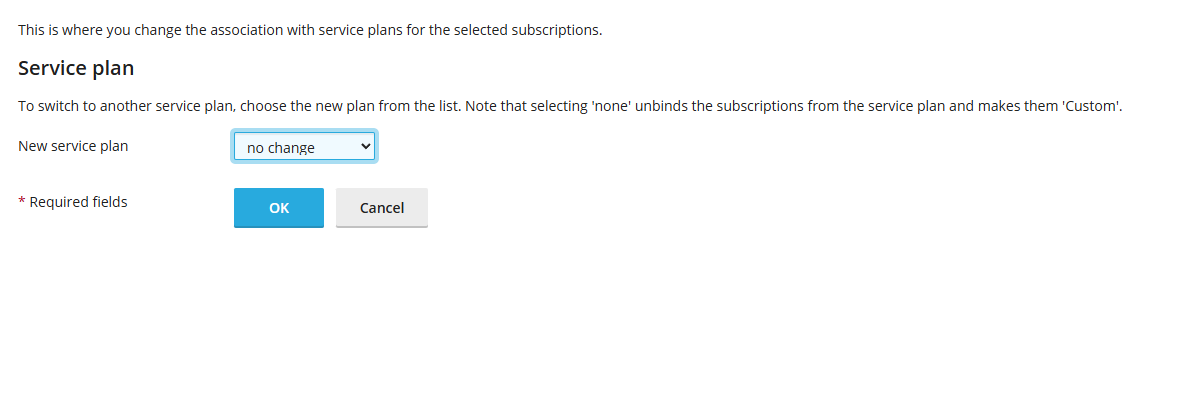 This is where you change the association with service plans for the selected subscriptions.
Service plan
To switch to another service plan, choose the new plan from the list. Note that selecting 'none' unbinds the subscriptions from the service plan and makes them 'Custom'.
New service plan
no change
* Required fields
OK
Cancel